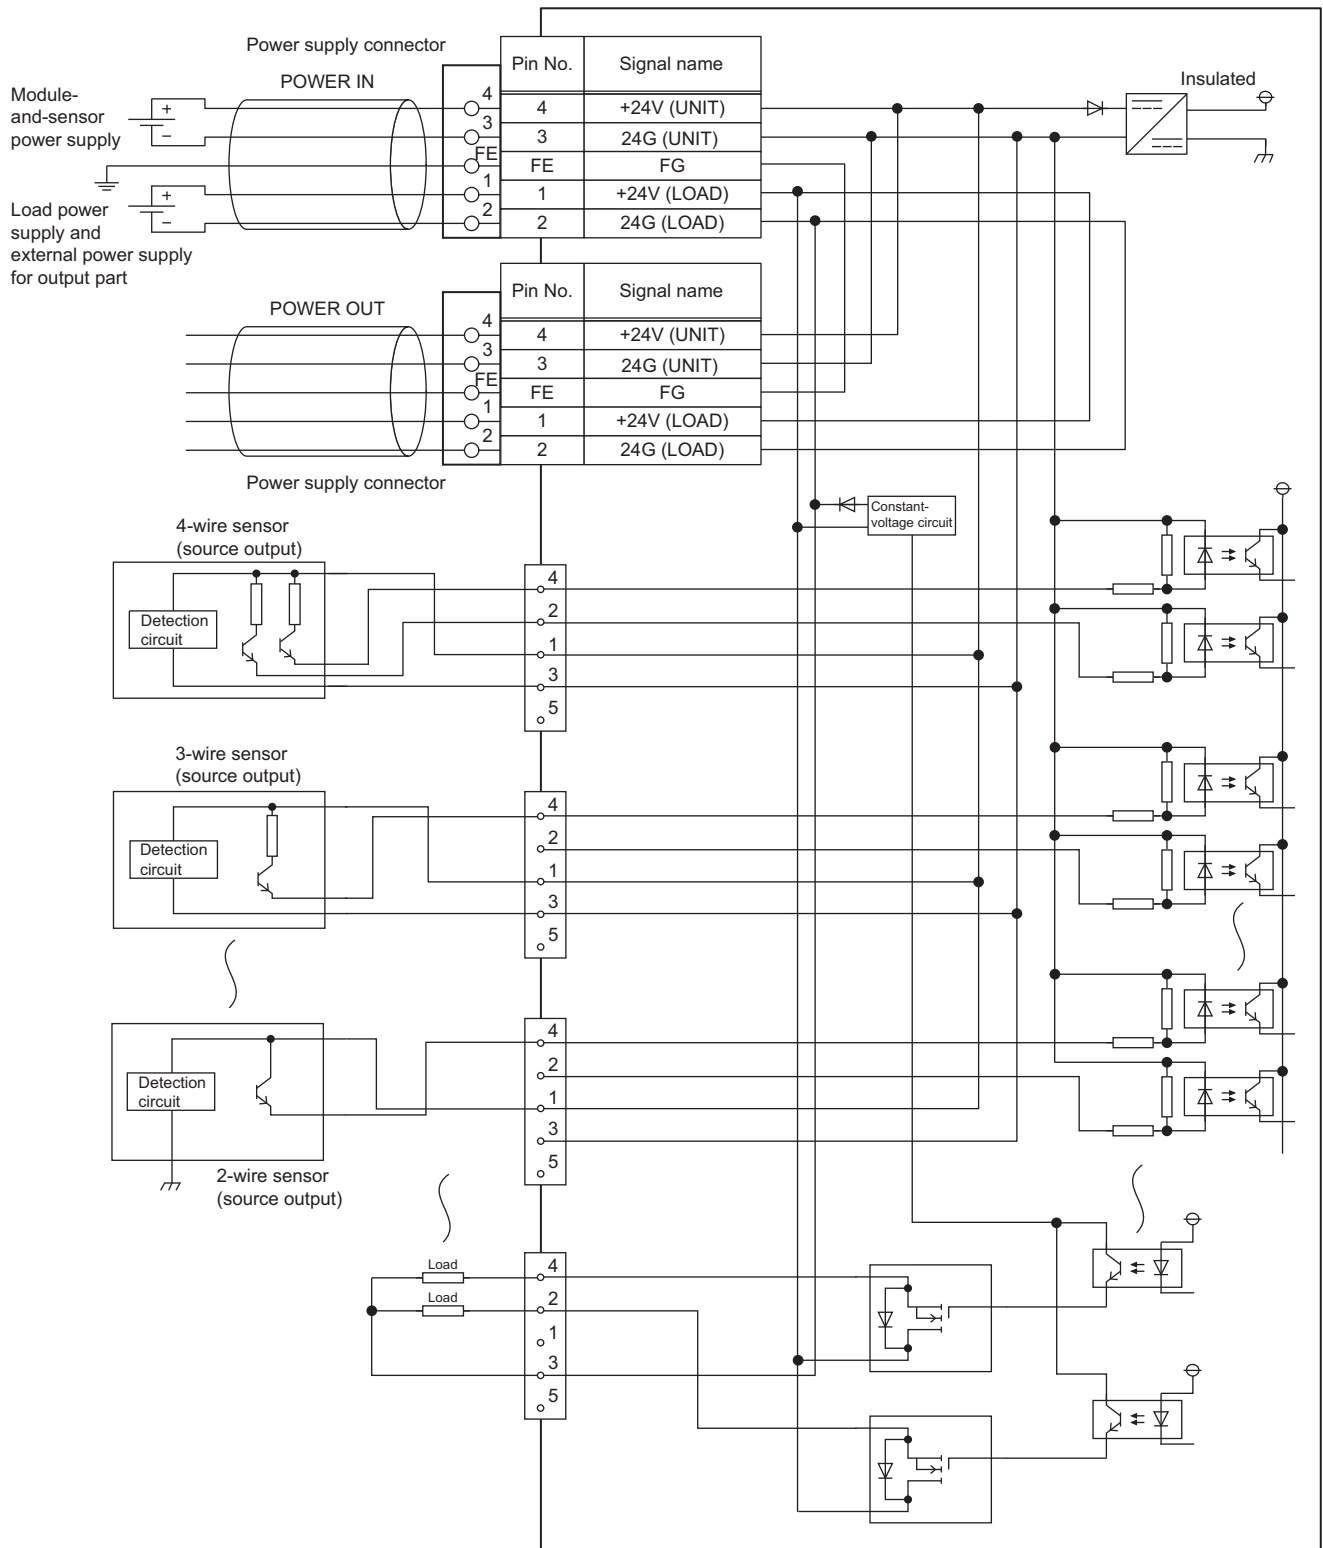 Power supply connector
POWER IN
Module-
and-sensor
power supply
+
−
Load power
supply and
external power supply
for output part
+
−
4
3
FE
1
2
Pin No. Signal name
4 +24V (UNIT)
3 24G (UNIT)
FE FG
1 +24V (LOAD)
2 24G (LOAD)
Insulated
POWER OUT
4
3
FE
1
2
Pin No. Signal name
4 +24V (UNIT)
3 24G (UNIT)
FE FG
1 +24V (LOAD)
2 24G (LOAD)
Power supply connector
Constant-
voltage circuit
4-wire sensor
(source output)
Detection
circuit
4
2
1
3
5
3-wire sensor
(source output)
Detection
circuit
4
2
1
3
5
Detection
circuit
2-wire sensor
(source output)
4
2
1
3
5
Load
Load
4
2
1
3
5